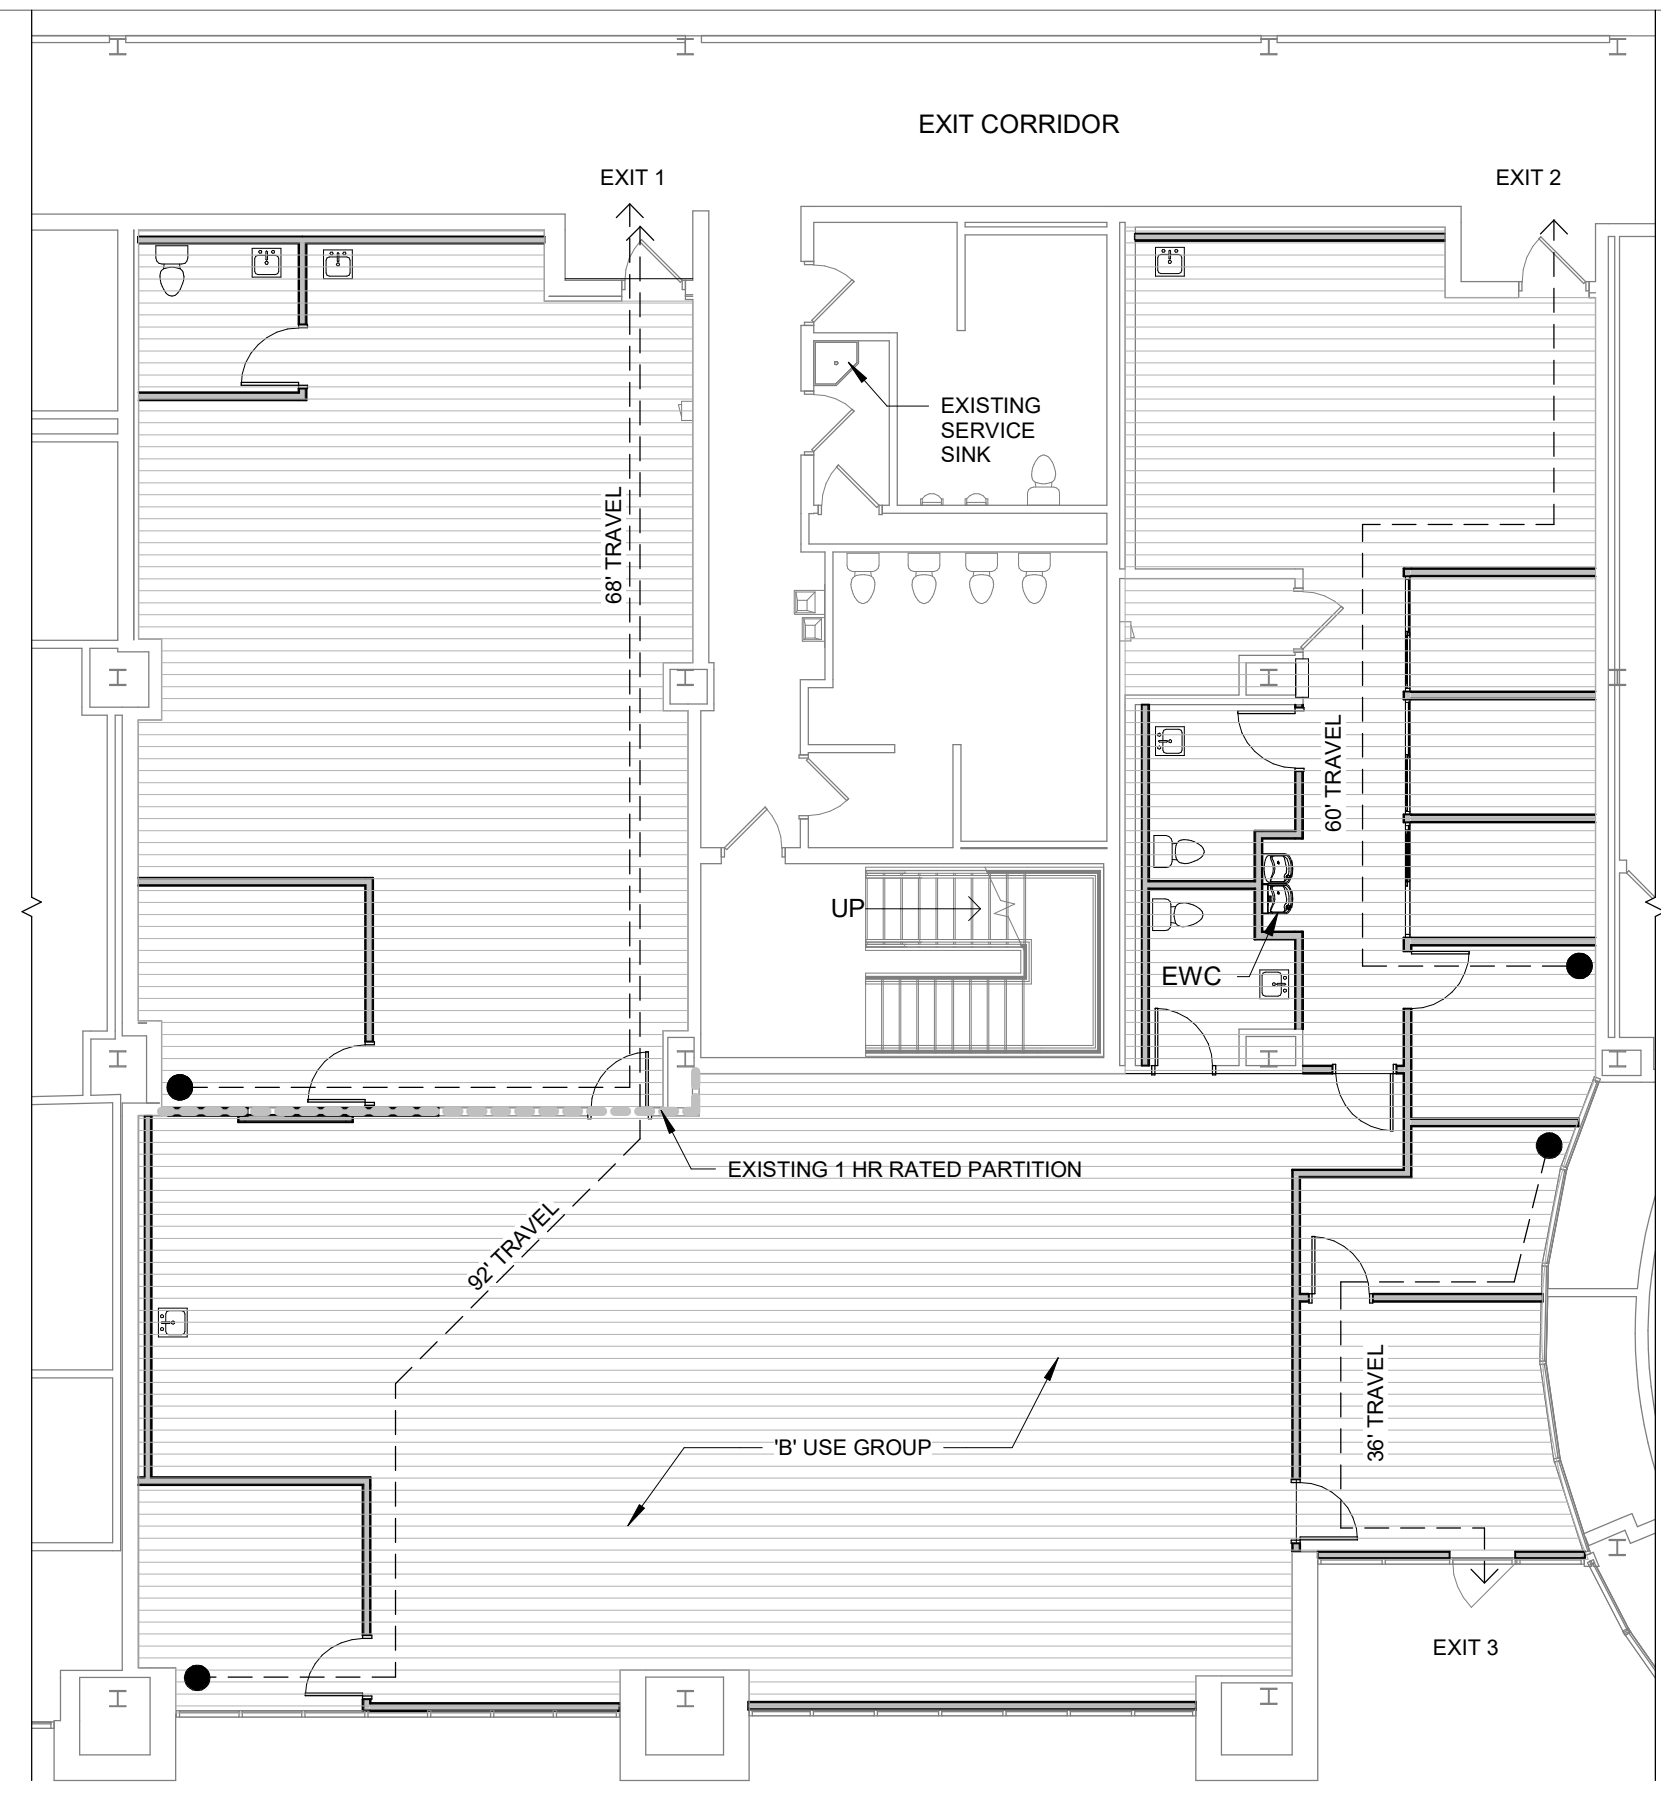 EXIT CORRIDOR
EXIT 1
EXIT 2
EXISTING
SERVICE
SINK
68' TRAVEL
60' TRAVEL
UP
EWC
EXISTING 1 HR RATED PARTITION
92' TRAVEL
36' TRAVEL
'B' USE GROUP
EXIT 3